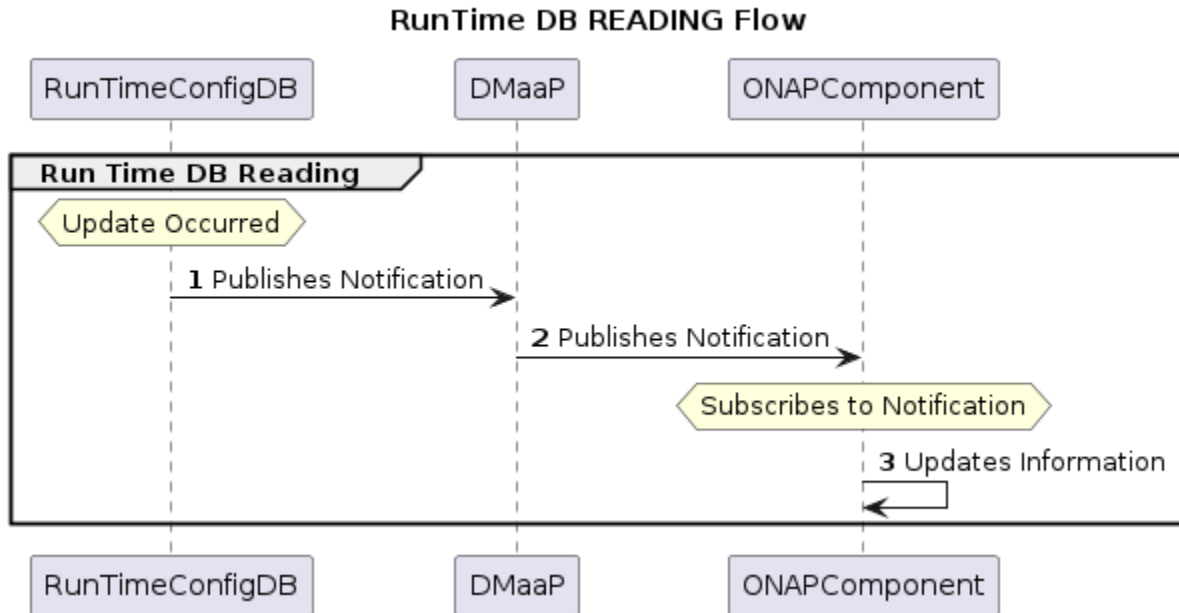 RunTime DB READING Flow
RunTimeConfigDB
DMaaP
ONAPComponent
Run Time DB Reading
Update Occurred
1 Publishes Notification
2 Publishes Notification
Subscribes to Notification
3 Updates Information
RunTimeConfigDB
DMaaP
ONAPComponent